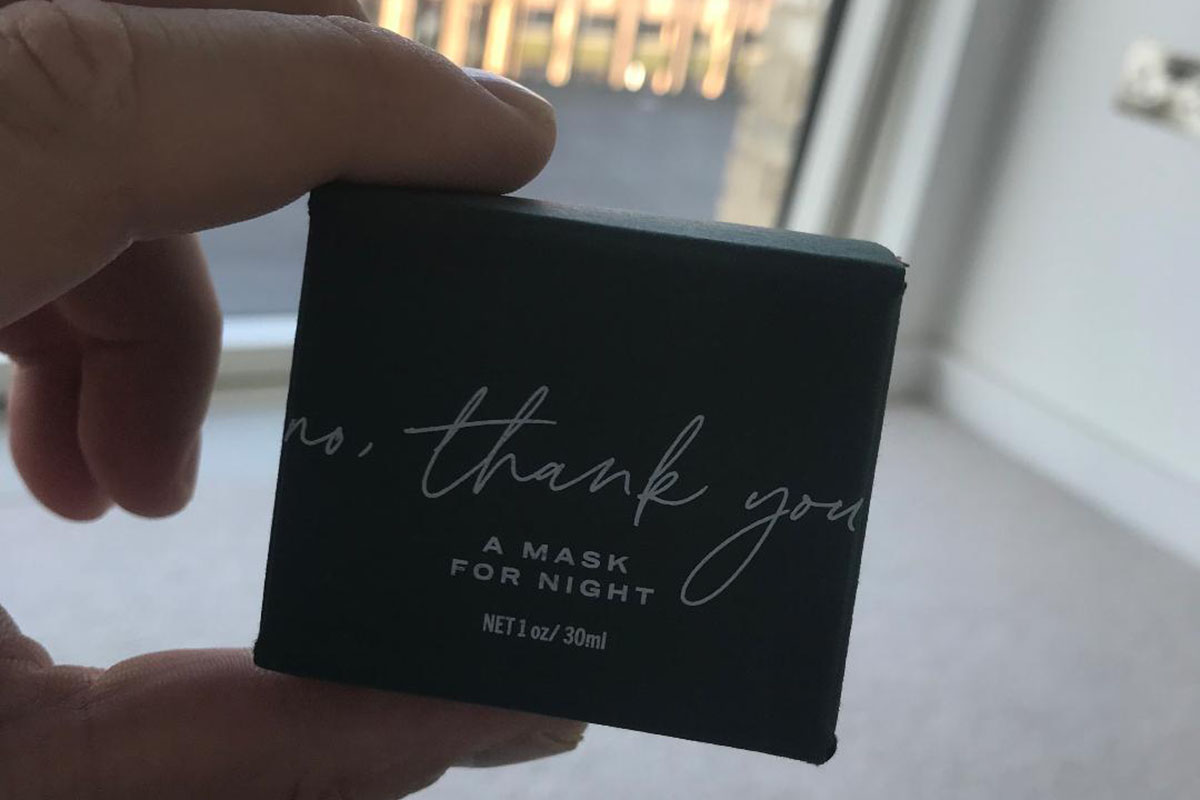 no, thank you
A MASK
FOR NIGHT
NET 1 oz/ 30ml